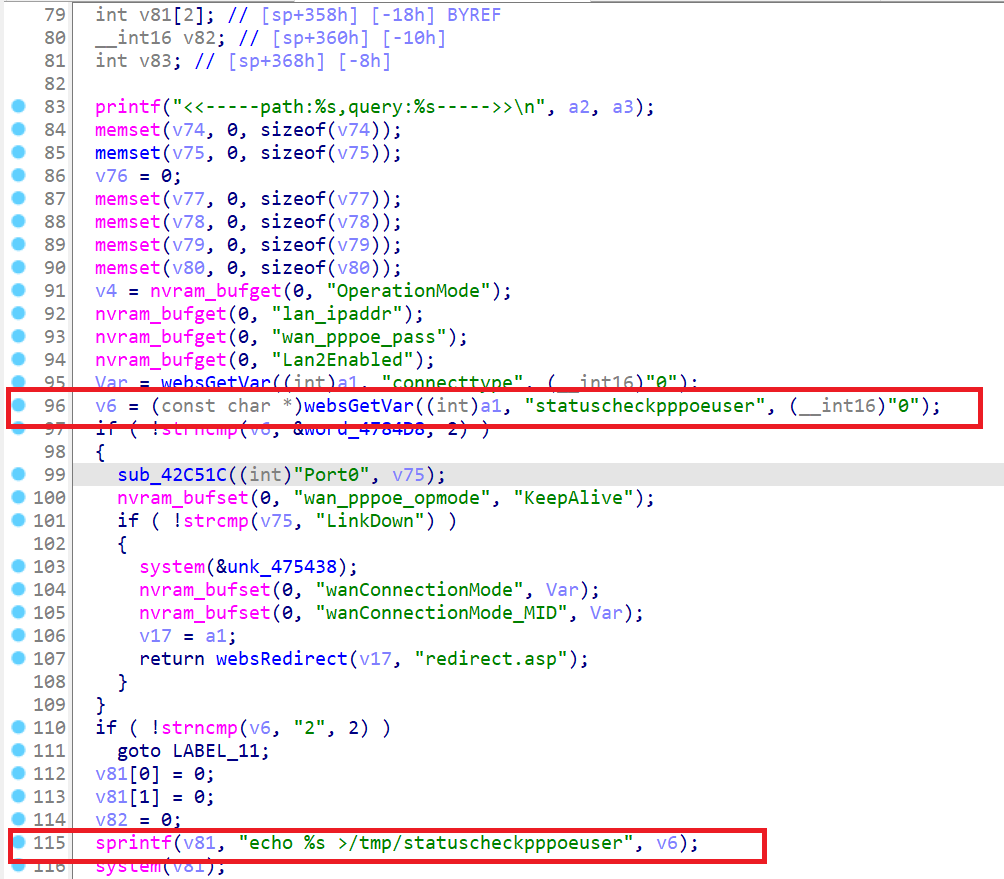 79 int v81[2]; // [sp+358h] [-18h] BYREF
80 __int16 v82; // [sp+360h] [-10h]
81 int v83; // [sp+368h] [-8h]
82
83 printf("<<-----path:%s,query:%s----->>\n", a2, a3);
84 memset(v74, 0, sizeof(v74));
85 memset(v75, 0, sizeof(v75));
86 v76 = 0;
87 memset(v77, 0, sizeof(v77));
88 memset(v78, 0, sizeof(v78));
89 memset(v79, 0, sizeof(v79));
90 memset(v80, 0, sizeof(v80));
91 v4 = nvram_bufget(0, "OperationMode");
92 nvram_bufget(0, "lan_ipaddr");
93 nvram_bufget(0, "wan_pppoe_pass");
94 nvram_bufget(0, "Lan2Enabled");
95 Var = websGetVar((int)a1, "connecttype", (__int16)"0");
96 v6 = (const char *)websGetVar((int)a1, "statuscheckpppoeuser", (__int16)"0");
97 if ( !strncmp(v6, &word_4784D8, 2) )
98 {
99 sub_42C51C((int)"Port0", v75);
100 nvram_bufset(0, "wan_pppoe_opmode", "KeepAlive");
101 if ( !strcmp(v75, "LinkDown") )
102 {
103 system(&unk_475438);
104 nvram_bufset(0, "wanConnectionMode", Var);
105 nvram_bufset(0, "wanConnectionMode_MID", Var);
106 v17 = a1;
107 return websRedirect(v17, "redirect.asp");
108 }
109 }
110 if ( !strncmp(v6, "2", 2) )
111 goto LABEL_11;
112 v81[0] = 0;
113 v81[1] = 0;
114 v82 = 0;
115 sprintf(v81, "echo %s >/tmp/statuscheckpppoeuser", v6);
116 system(v81);